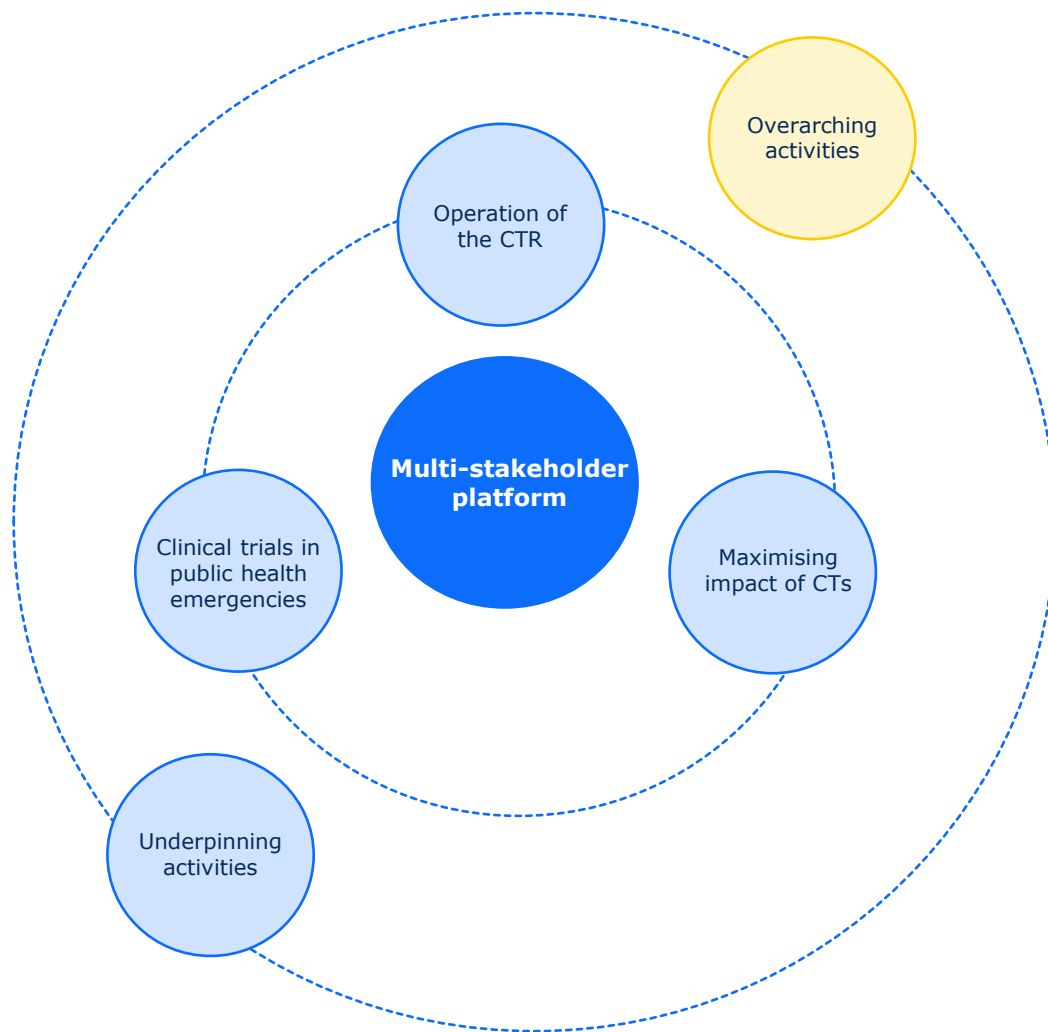 Overarching
activities
Operation of
the CTR
Multi-stakeholder
platform
Clinical trials in
public health
emergencies
Maximising
impact of CTs
Underpinning
activities